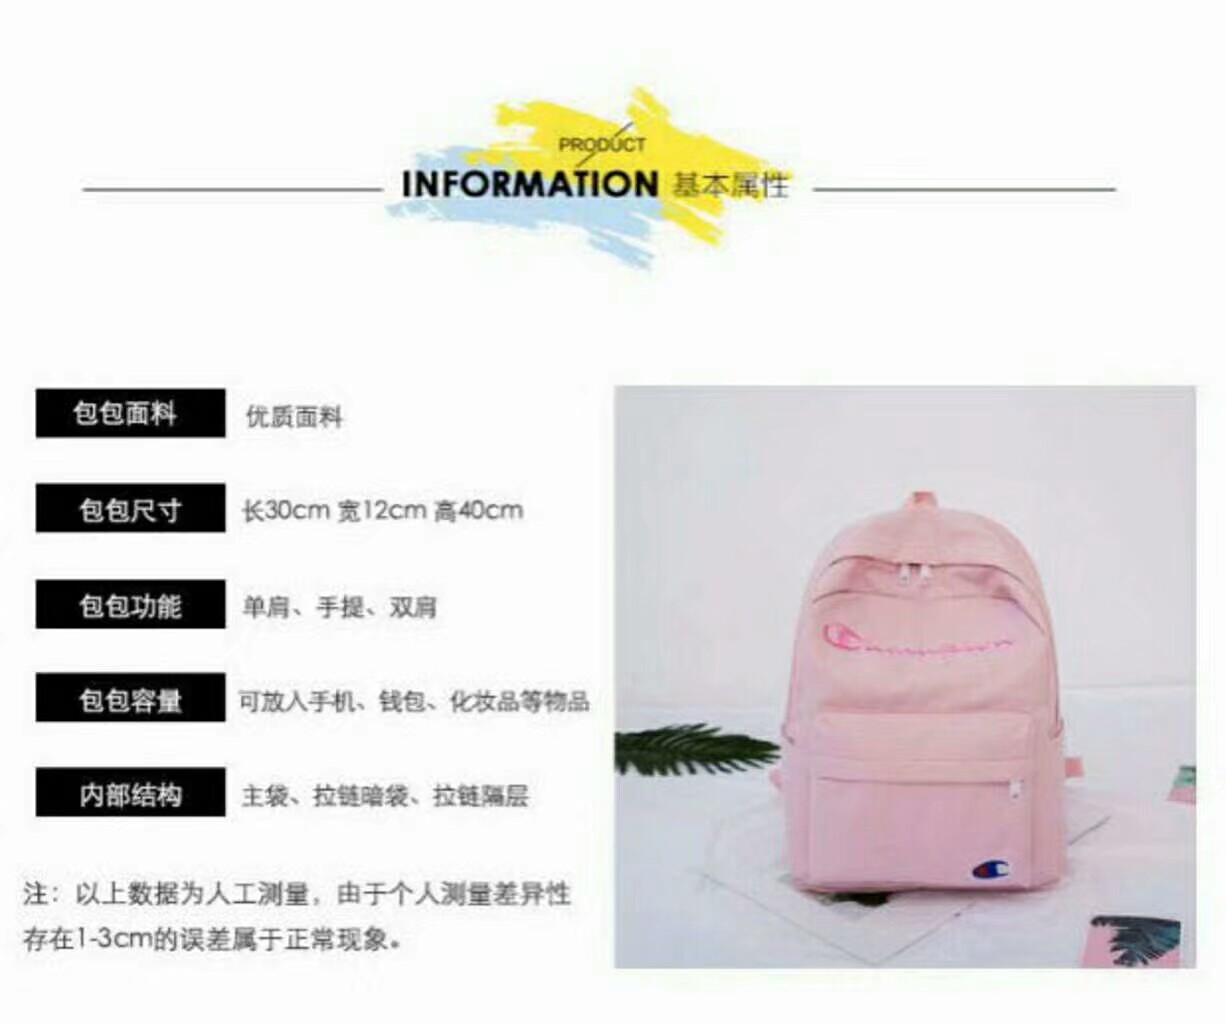 PRODUCT
INFORMATION 基本属性
包包面料 优质面料
包包尺寸 长30cm 宽12cm 高40cm
包包功能 单肩、手提、双肩
包包容量 可放入手机、钱包、化妆品等物品
内部结构 主袋、拉链暗袋、拉链隔层
注：以上数据为人工测量，由于个人测量差异性
存在1-3cm的误差属于正常现象。
Champion